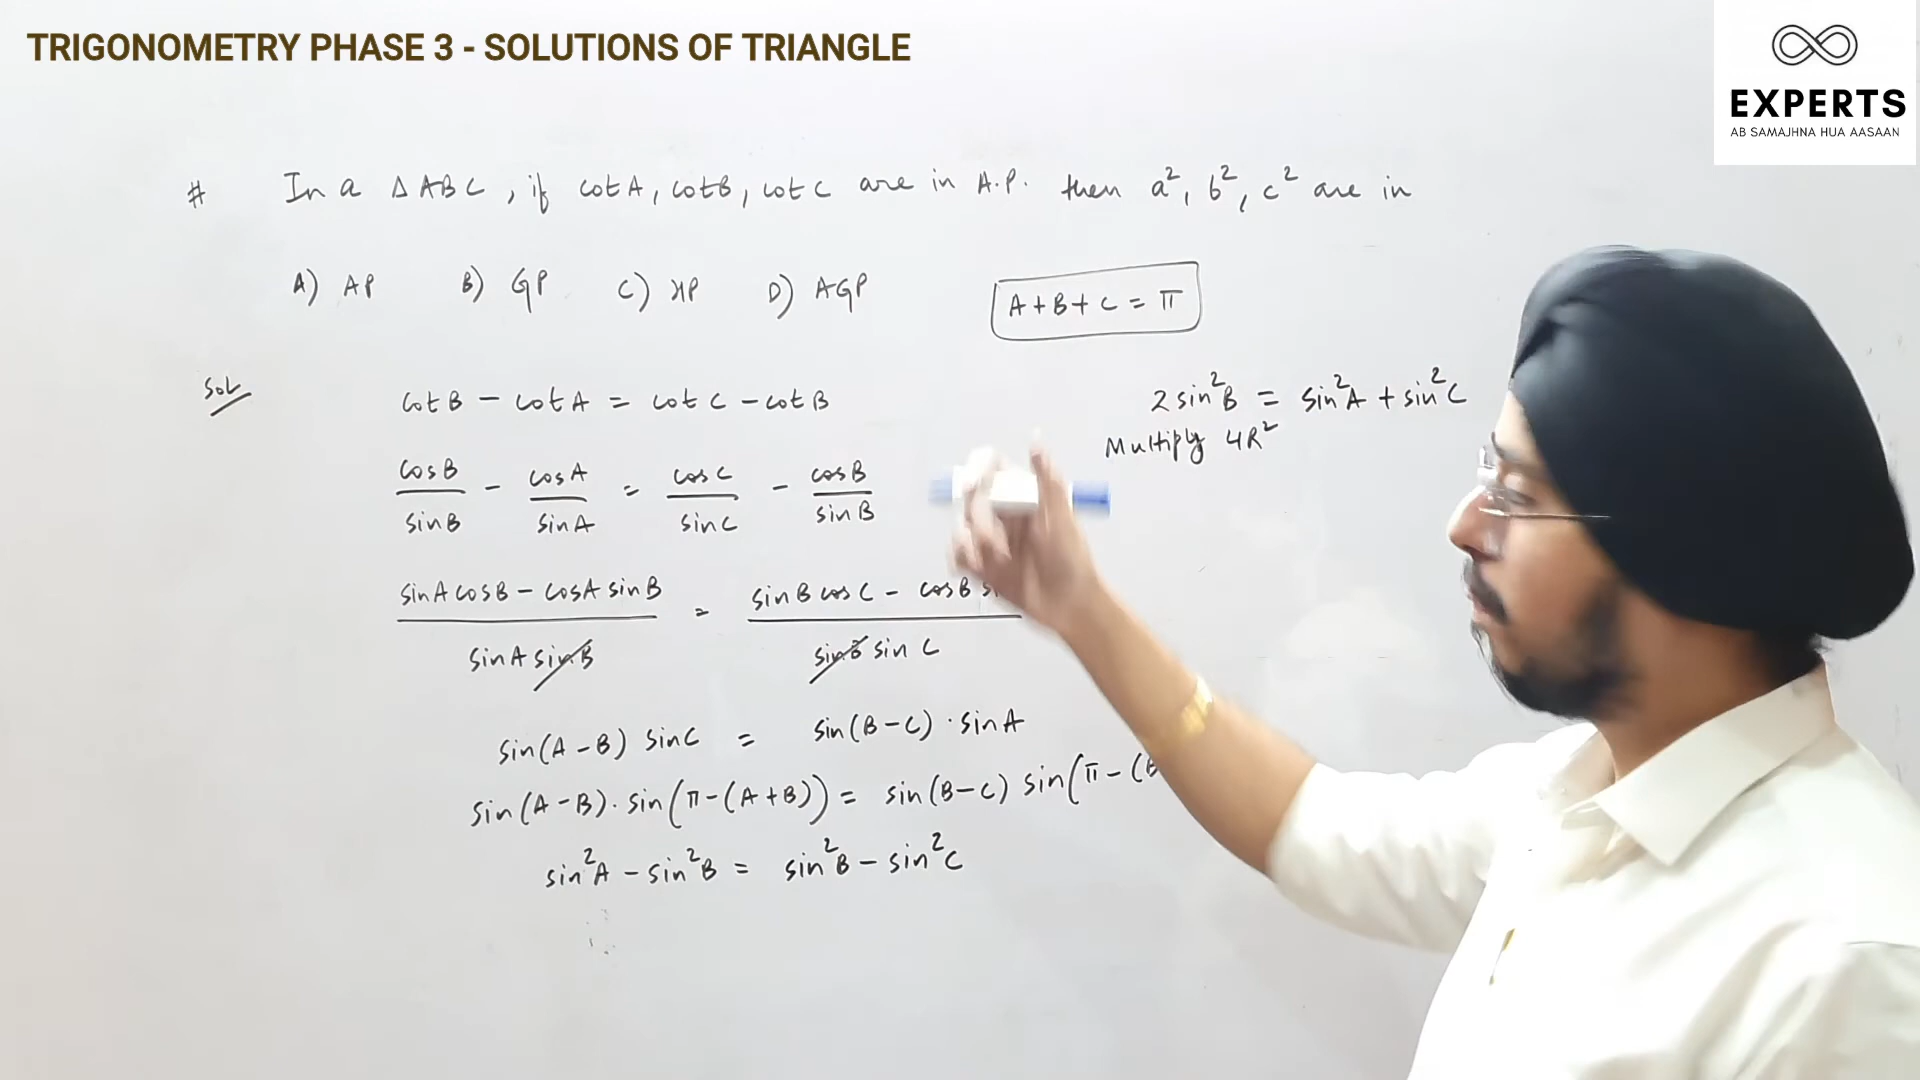 TRIGONOMETRY PHASE 3 - SOLUTIONS OF TRIANGLE
EXPERTS
AB SAMAJHNA HUA AASAAN
# In a △ABC, if cotA, cotB, cotC are in A.P. then a², b², c² are in
A) AP B) GP C) HP D) AGP
A+B+C = π
Sol
cotB - cotA = cotC - cotB
cosB/sinB - cosA/sinA = cosC/sinC - cosB/sinB
sinA cosB - cosA sinB / sinA sinB = sinB cosC - cosB / sinB sinC
sin(A-B) sinC = sin(B-C) · sinA
sin(A-B) · sin(π-(A+B)) = sin(B-C) sin(π-(B
sin²A - sin²B = sin²B - sin²C
2 sin²B = sin²A + sin²C
Multiply 4R²